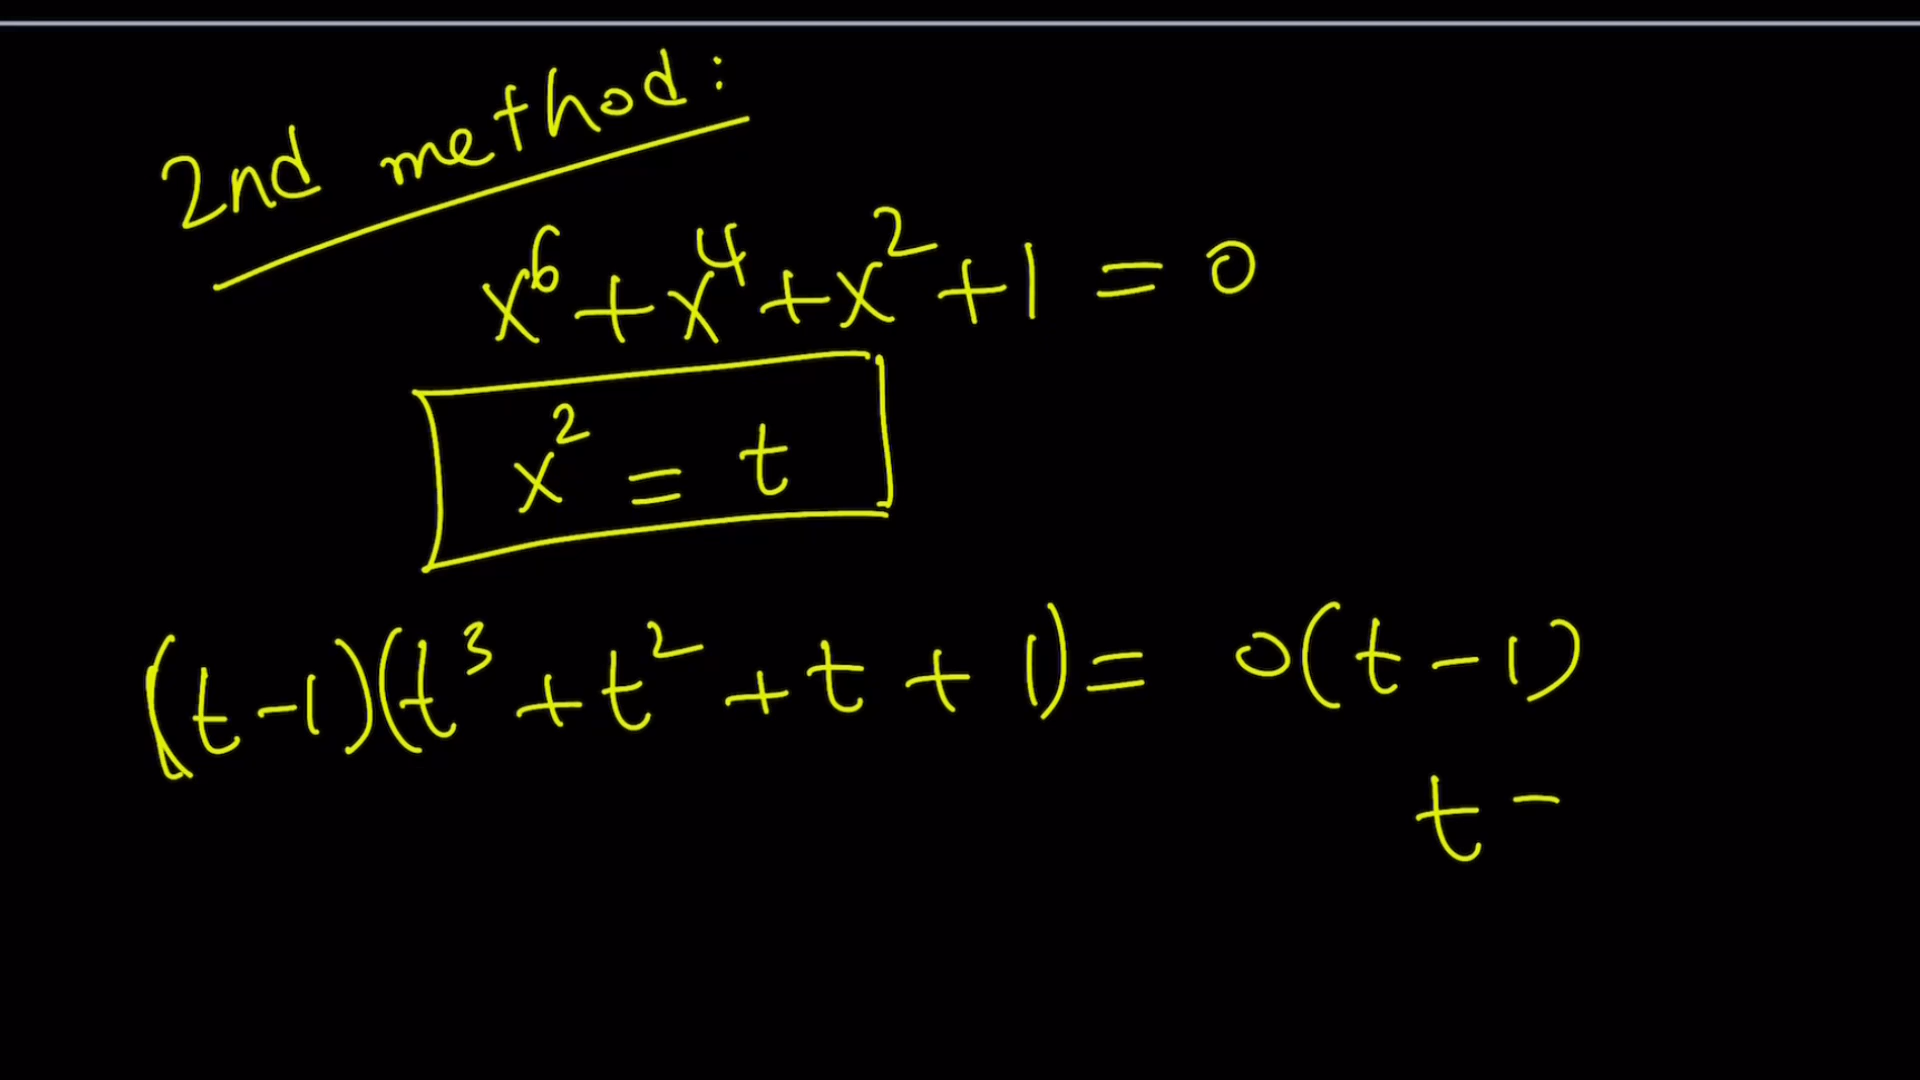 2nd method:
x⁶+x⁴+x²+1=0
x²=t
(t-1)(t³+t²+t+1)=0(t-1)
t-